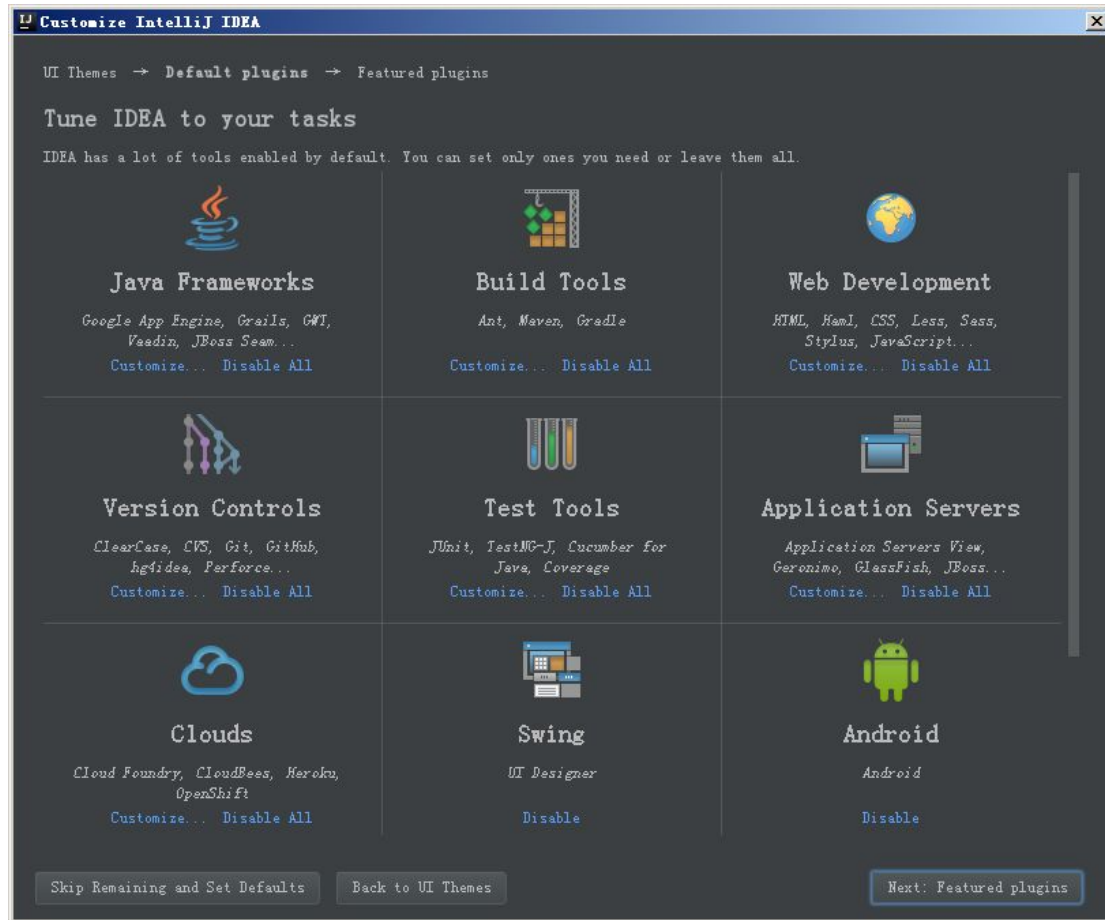 Customize IntelliJ IDEA
UI Themes → Default plugins → Featured plugins
Tune IDEA to your tasks
IDEA has a lot of tools enabled by default. You can set only ones you need or leave them all.
Java Frameworks
Google App Engine, Grails, GWT,
Vaadin, JBoss Seam...
Customize... Disable All
Build Tools
Ant, Maven, Gradle
Customize... Disable All
Web Development
HTML, Haml, CSS, Less, Sass,
Stylus, JavaScript...
Customize... Disable All
Version Controls
ClearCase, CVS, Git, GitHub,
hg4idea, Perforce...
Customize... Disable All
Test Tools
JUnit, TestNG-J, Cucumber for
Java, Coverage
Customize... Disable All
Application Servers
Application Servers View,
Geronimo, GlassFish, JBoss...
Customize... Disable All
Clouds
Cloud Foundry, CloudBees, Heroku,
OpenShift
Customize... Disable All
Swing
UI Designer
Disable
Android
Android
Disable
Skip Remaining and Set Defaults
Back to UI Themes
Next: Featured plugins